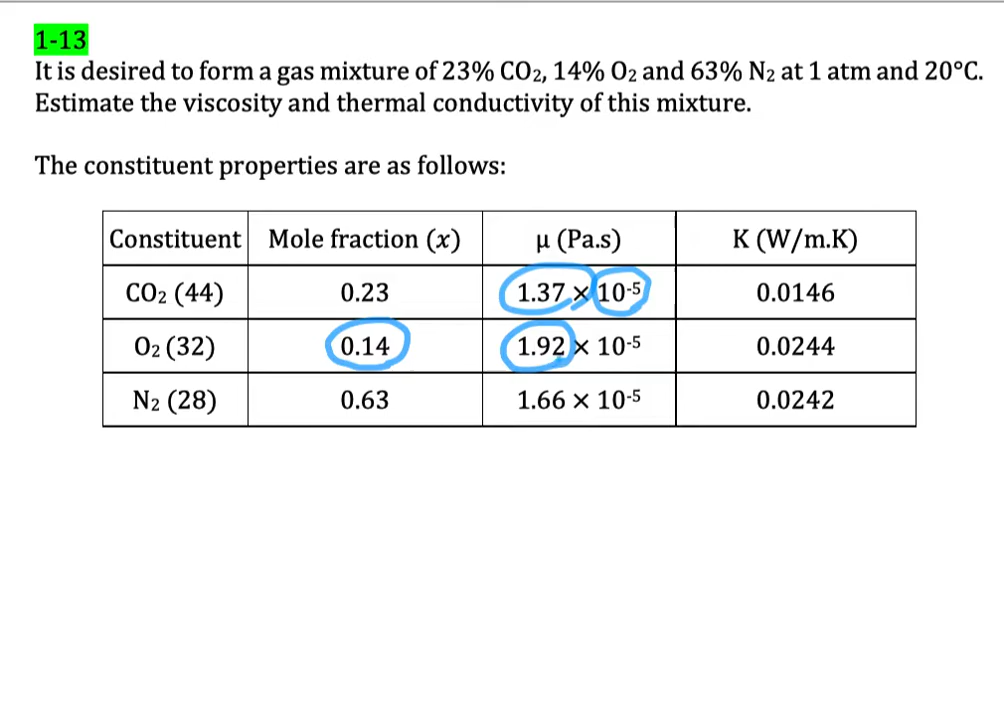 1-13
It is desired to form a gas mixture of 23% CO₂, 14% O₂ and 63% N₂ at 1 atm and 20°C.
Estimate the viscosity and thermal conductivity of this mixture.
The constituent properties are as follows:
Constituent Mole fraction (x) μ (Pa.s) K (W/m.K)
CO₂ (44) 0.23 1.37 × 10⁻⁵ 0.0146
O₂ (32) 0.14 1.92 × 10⁻⁵ 0.0244
N₂ (28) 0.63 1.66 × 10⁻⁵ 0.0242